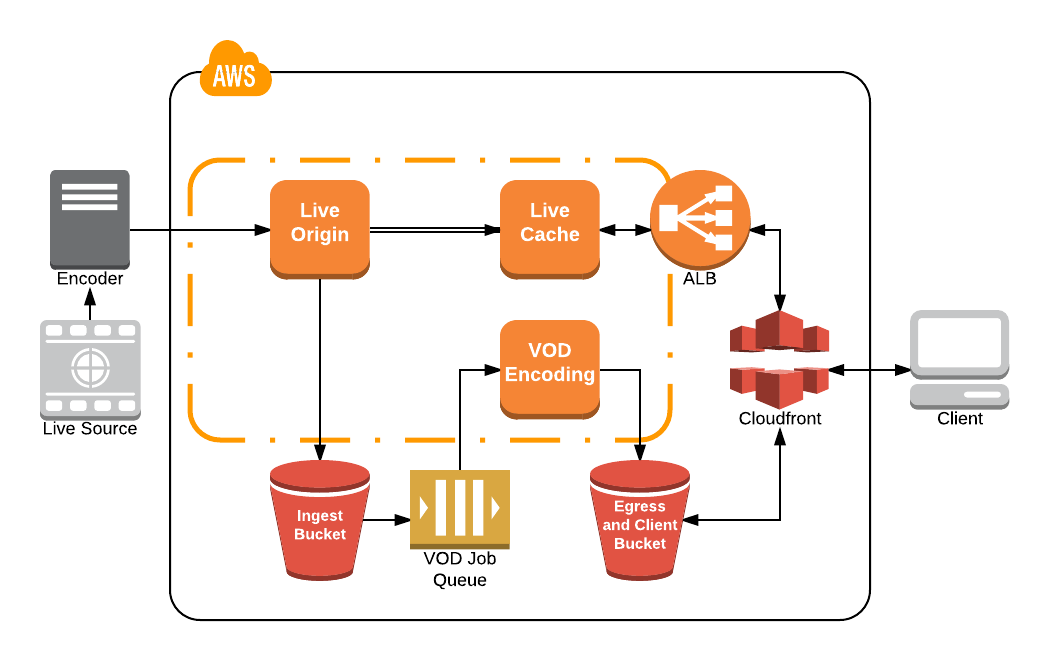 AWS
Live
Origin
Live
Cache
Encoder
ALB
VOD
Encoding
Live Source
Cloudfront
Client
Ingest
Bucket
VOD Job
Queue
Egress
and Client
Bucket